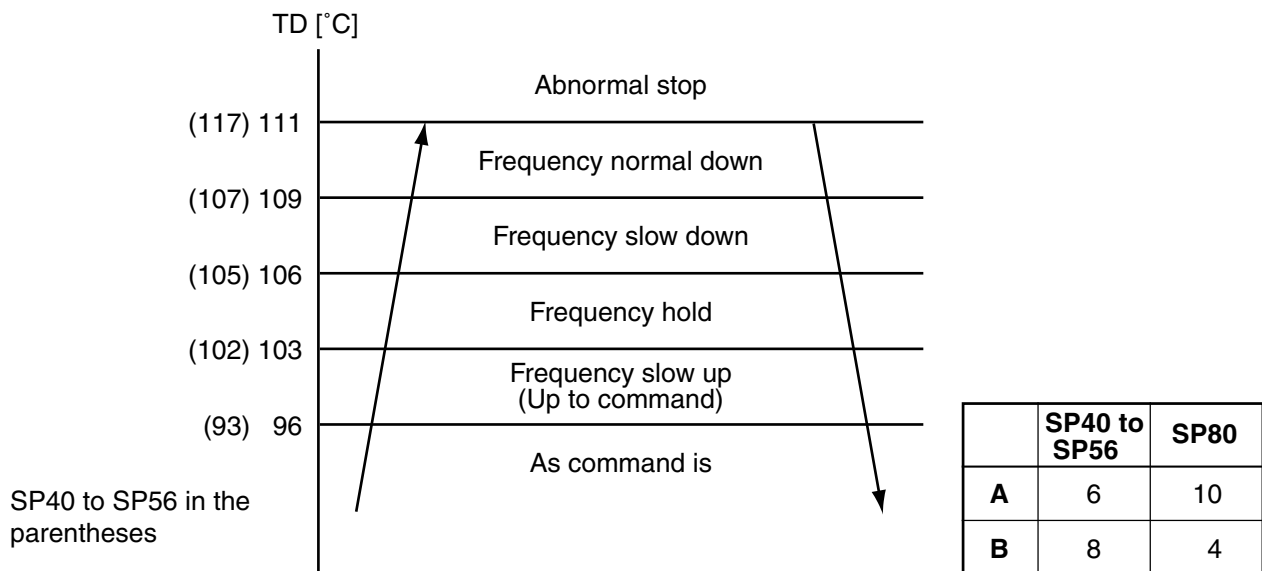 TD [˚C]
Abnormal stop
(117) 111
Frequency normal down
(107) 109
Frequency slow down
(105) 106
Frequency hold
(102) 103
Frequency slow up
(Up to command)
(93) 96
As command is
SP40 to SP56 in the
parentheses
SP40 to
SP56
SP80
A 6 10
B 8 4